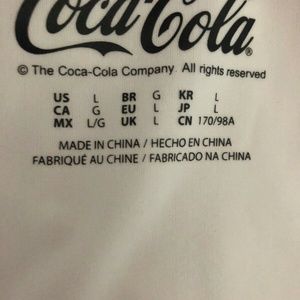 Coca-Cola®
© The Coca-Cola Company. All rights reserved
US L BR G KR L
CA G EU L JP L
MX L/G UK L CN 170/98A
MADE IN CHINA / HECHO EN CHINA
FABRIQUÉ AU CHINE / FABRICADO NA CHINA